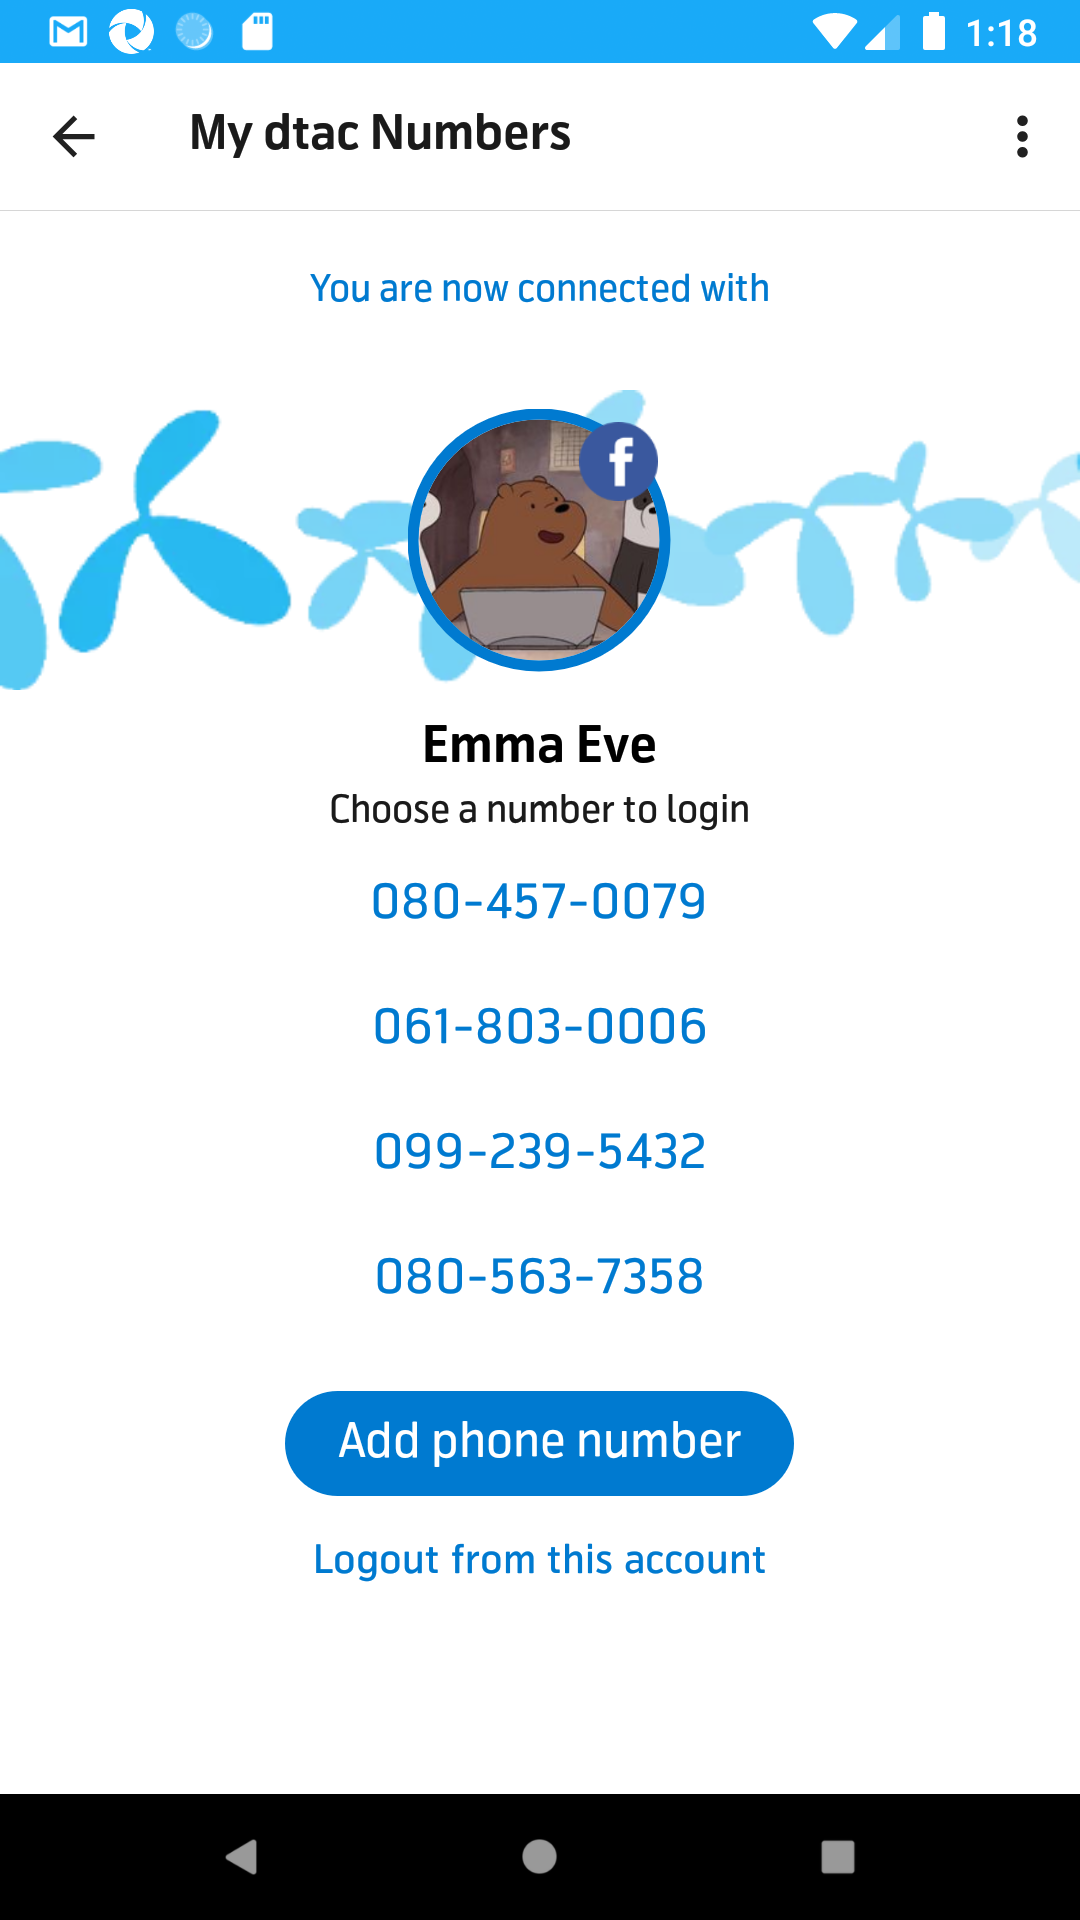 1:18
My dtac Numbers
You are now connected with
f
Emma Eve
Choose a number to login
080-457-0079
061-803-0006
099-239-5432
080-563-7358
Add phone number
Logout from this account